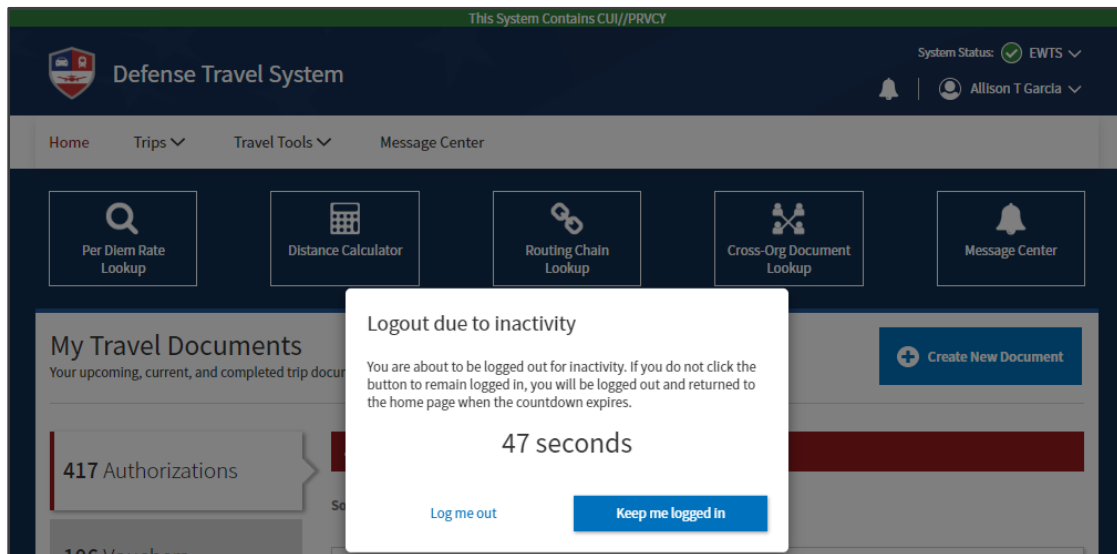 This System Contains CUI//PRVCY
System Status: EWTS
Defense Travel System
Allison T Garcia
Home Trips Travel Tools Message Center
Per Diem Rate
Lookup
Distance Calculator
Routing Chain
Lookup
Cross-Org Document
Lookup
Message Center
My Travel Documents
Your upcoming, current, and completed trip
Create New Document
Logout due to inactivity
You are about to be logged out for inactivity. If you do not click the
button to remain logged in, you will be logged out and returned to
the home page when the countdown expires.
47 seconds
Log me out Keep me logged in
417 Authorizations